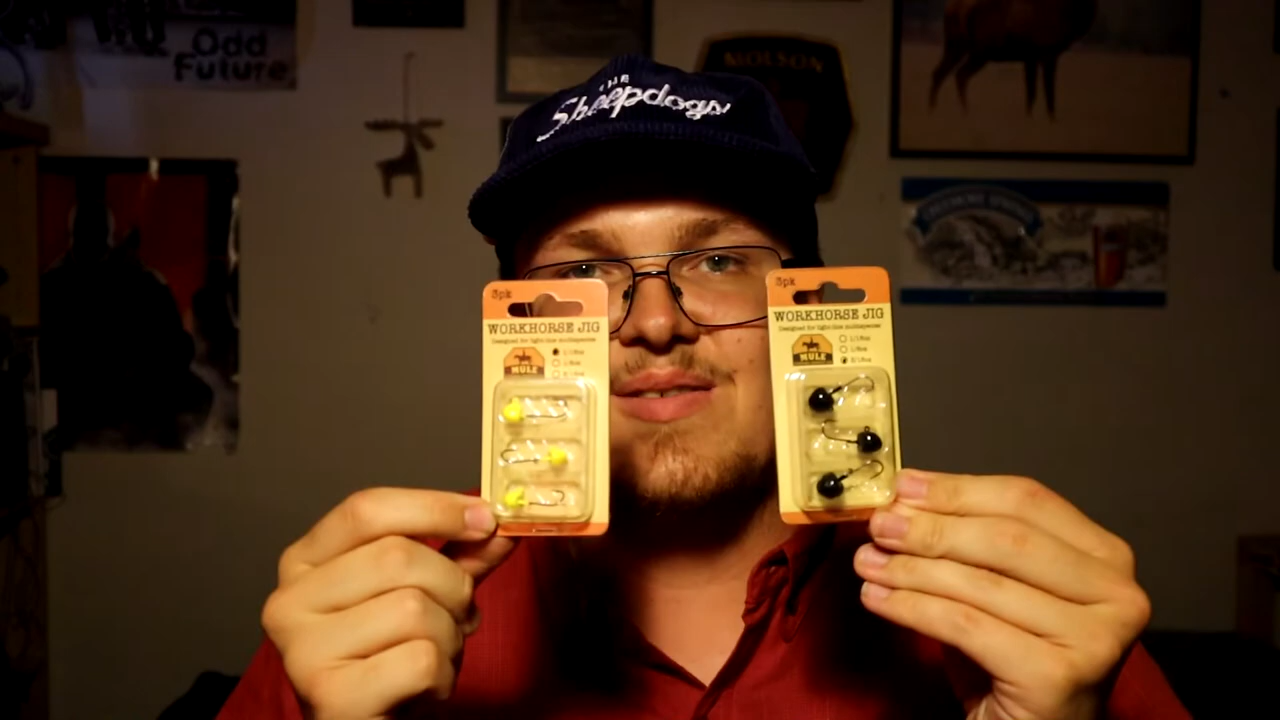 Odd
Future
MOLSON
THE
Sheepdogs
3pk
WORKHORSE JIG
Designed for light-line multispecies
MULE
3pk
WORKHORSE JIG
Designed for light-line multispecies
MULE